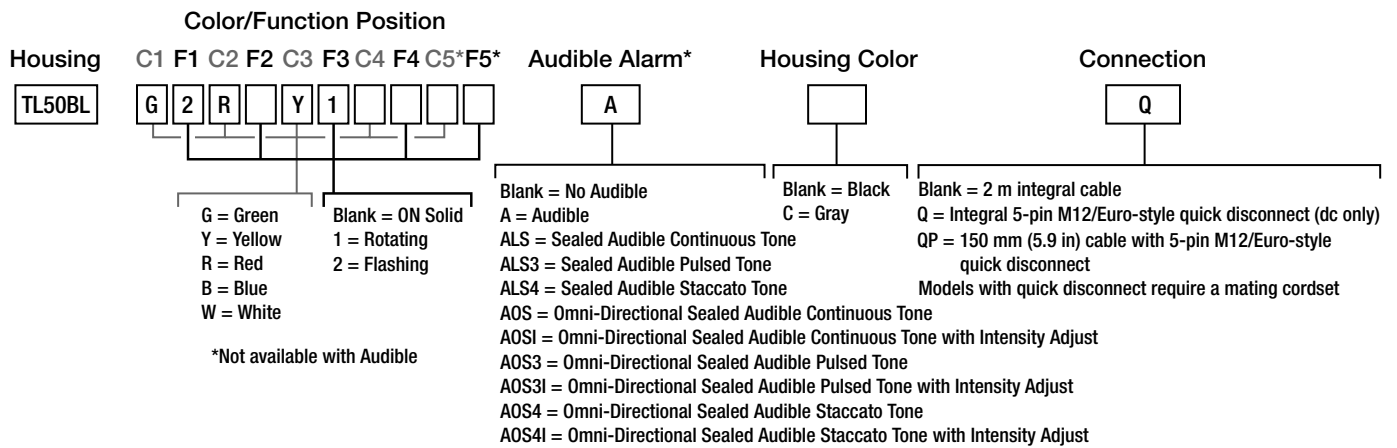 Color/Function Position
Housing C1 F1 C2 F2 C3 F3 C4 F4 C5*F5* Audible Alarm* Housing Color Connection
TL50BL G 2 R Y 1 A Q
G = Green
Y = Yellow
R = Red
B = Blue
W = White
Blank = ON Solid
1 = Rotating
2 = Flashing
*Not available with Audible
Blank = No Audible
A = Audible
ALS = Sealed Audible Continuous Tone
ALS3 = Sealed Audible Pulsed Tone
ALS4 = Sealed Audible Staccato Tone
AOS = Omni-Directional Sealed Audible Continuous Tone
AOSI = Omni-Directional Sealed Audible Continuous Tone with Intensity Adjust
AOS3 = Omni-Directional Sealed Audible Pulsed Tone
AOS3I = Omni-Directional Sealed Audible Pulsed Tone with Intensity Adjust
AOS4 = Omni-Directional Sealed Audible Staccato Tone
AOS4I = Omni-Directional Sealed Audible Staccato Tone with Intensity Adjust
Blank = Black
C = Gray
Blank = 2 m integral cable
Q = Integral 5-pin M12/Euro-style quick disconnect (dc only)
QP = 150 mm (5.9 in) cable with 5-pin M12/Euro-style
quick disconnect
Models with quick disconnect require a mating cordset